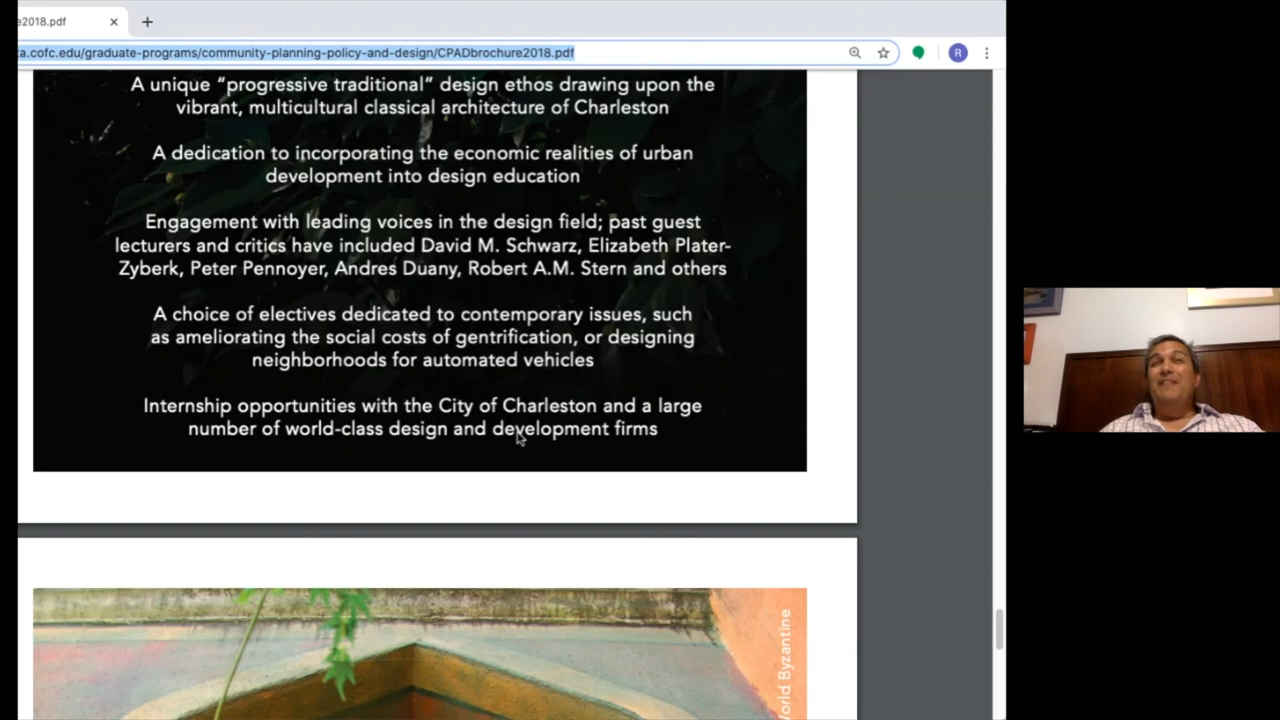 e2018.pdf
za.cofc.edu/graduate-programs/community-planning-policy-and-design/CPADbrochure2018.pdf
R
A unique “progressive traditional” design ethos drawing upon the
vibrant, multicultural classical architecture of Charleston
A dedication to incorporating the economic realities of urban
development into design education
Engagement with leading voices in the design field; past guest
lecturers and critics have included David M. Schwarz, Elizabeth Plater-
Zyberk, Peter Pennoyer, Andres Duany, Robert A.M. Stern and others
A choice of electives dedicated to contemporary issues, such
as ameliorating the social costs of gentrification, or designing
neighborhoods for automated vehicles
Internship opportunities with the City of Charleston and a large
number of world-class design and development firms
World Byzantine